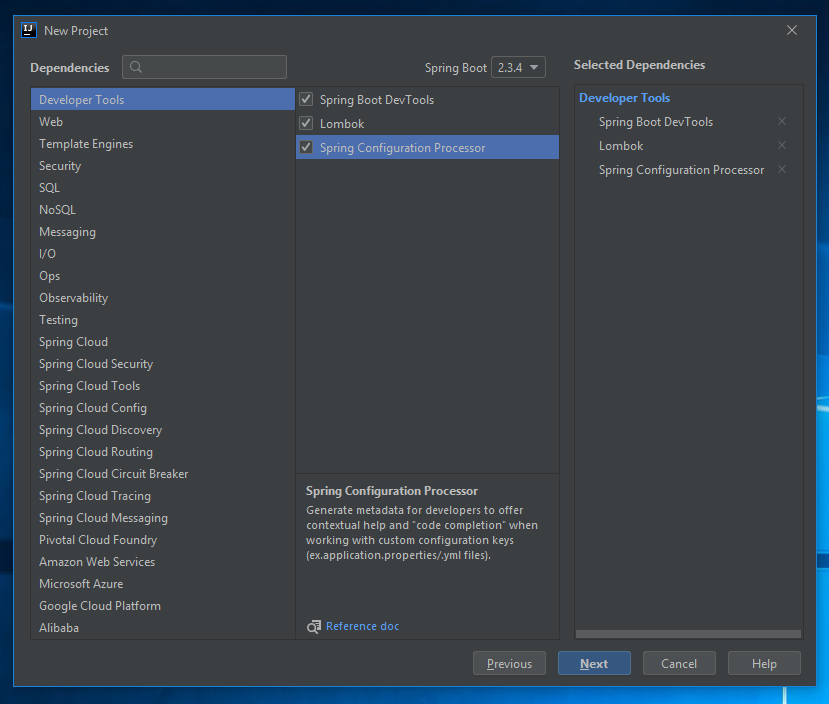 IJ
New Project
Dependencies
Spring Boot 2.3.4
Selected Dependencies
Developer Tools
Web
Template Engines
Security
SQL
NoSQL
Messaging
I/O
Ops
Observability
Testing
Spring Cloud
Spring Cloud Security
Spring Cloud Tools
Spring Cloud Config
Spring Cloud Discovery
Spring Cloud Routing
Spring Cloud Circuit Breaker
Spring Cloud Tracing
Spring Cloud Messaging
Pivotal Cloud Foundry
Amazon Web Services
Microsoft Azure
Google Cloud Platform
Alibaba
Spring Boot DevTools
Lombok
Spring Configuration Processor
Spring Configuration Processor
Generate metadata for developers to offer
contextual help and "code completion" when
working with custom configuration keys
(ex.application.properties/.yml files).
Reference doc
Developer Tools
Spring Boot DevTools
Lombok
Spring Configuration Processor
Previous
Next
Cancel
Help